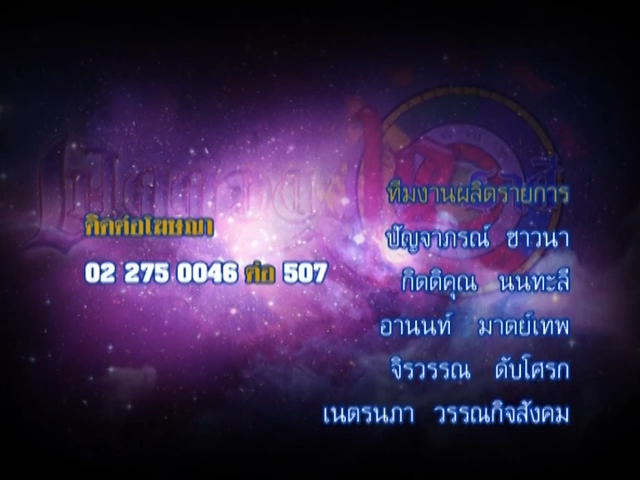 ติดต่อโฆษณา
02 275 0046 ต่อ 507
ทีมงานผลิตรายการ
ปัญจาภรณ์ ชาวนา
กิตติคุณ นนทะลี
อานนท์ มาตย์เทพ
จิรวรรณ ดับโศรก
เนตรนภา วรรณกิจสังคม